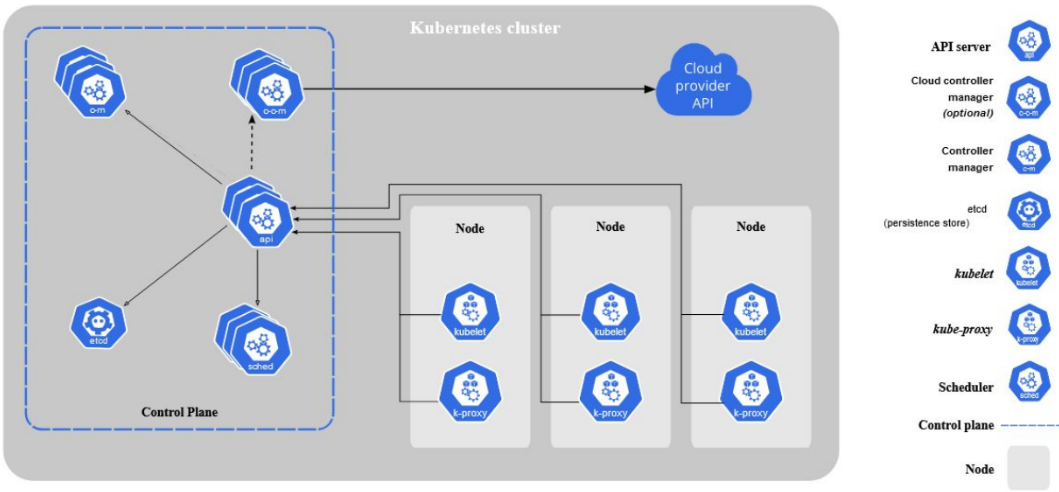 Kubernetes cluster
c-m
c-c-m
Cloud
provider
API
api
etcd
sched
Control Plane
Node
Node
Node
kubelet
kubelet
kubelet
k-proxy
k-proxy
k-proxy
API server
api
Cloud controller
manager
(optional)
c-c-m
Controller
manager
c-m
etcd
(persistence store)
etcd
kubelet
kubelet
kube-proxy
k-proxy
Scheduler
sched
Control plane
Node